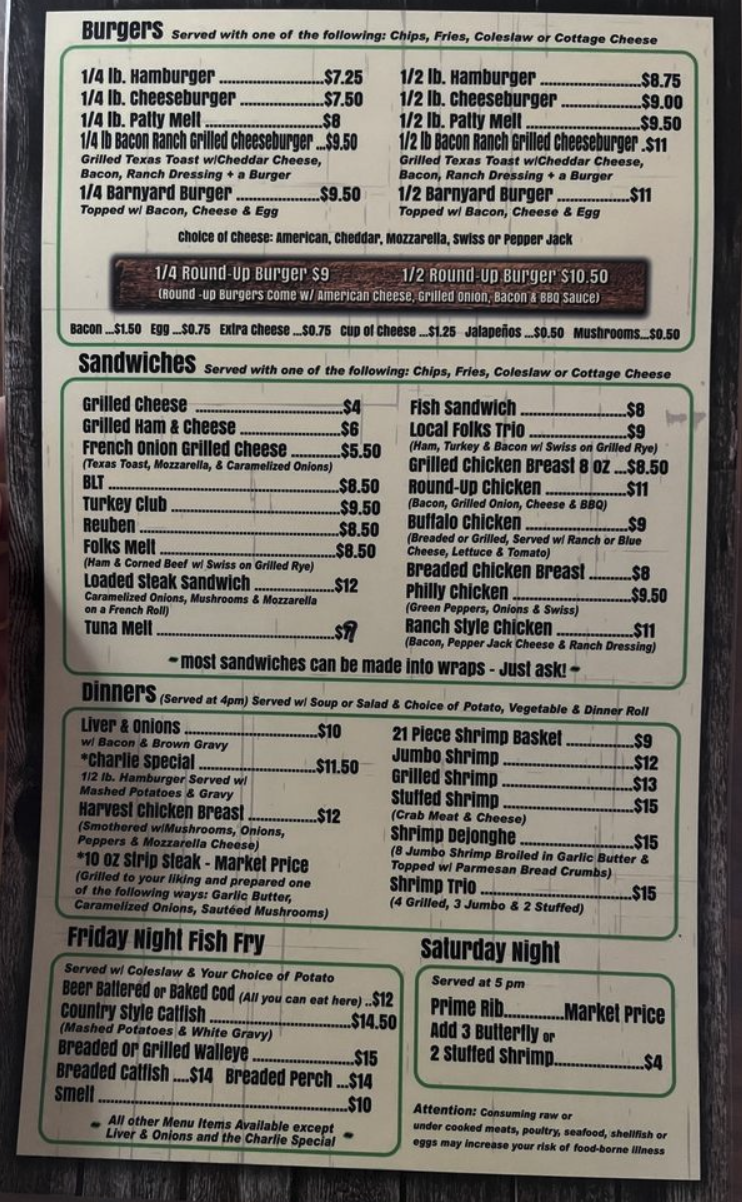 Burgers Served with one of the following: Chips, Fries, Coleslaw or Cottage Cheese
1/4 lb. Hamburger ...................$7.25
1/4 lb. Cheeseburger ...............$7.50
1/4 lb. Patty Melt ....................$8
1/4 lb Bacon Ranch Grilled Cheeseburger ...$9.50
Grilled Texas Toast w/Cheddar Cheese,
Bacon, Ranch Dressing + a Burger
1/4 Barnyard Burger ..............$9.50
Topped w/ Bacon, Cheese & Egg
1/2 lb. Hamburger .................$8.75
1/2 lb. Cheeseburger .............$9.00
1/2 lb. Patty Melt ...................$9.50
1/2 lb Bacon Ranch Grilled Cheeseburger .$11
Grilled Texas Toast w/Cheddar Cheese,
Bacon, Ranch Dressing + a Burger
1/2 Barnyard Burger .............$11
Topped w/ Bacon, Cheese & Egg
Choice of Cheese: American, Cheddar, Mozzarella, Swiss or Pepper Jack
1/4 Round-Up Burger $9 1/2 Round-Up Burger $10.50
(Round -up Burgers Come w/ American Cheese, Grilled Onion, Bacon & BBQ Sauce)
Bacon ...$1.50 Egg ...$0.75 Extra Cheese ...$0.75 Cup of Cheese ...$1.25 Jalapeños ...$0.50 Mushrooms...$0.50
Sandwiches Served with one of the following: Chips, Fries, Coleslaw or Cottage Cheese
Grilled Cheese ..........................$4
Grilled Ham & Cheese ..................$6
French Onion Grilled Cheese ..........$5.50
(Texas Toast, Mozzarella, & Caramelized Onions)
BLT .........................................$8.50
Turkey Club ..............................$9.50
Reuben ....................................$8.50
Folks Melt ................................$8.50
(Ham & Corned Beef w/ Swiss on Grilled Rye)
Loaded Steak Sandwich ................$12
Caramelized Onions, Mushrooms & Mozzarella
on a French Roll)
Tuna Melt ................................$
Fish Sandwich .....................$8
Local Folks Trio ....................$9
(Ham, Turkey & Bacon w/ Swiss on Grilled Rye)
Grilled Chicken Breast 8 oz ...$8.50
Round-Up Chicken ................$11
(Bacon, Grilled Onion, Cheese & BBQ)
Buffalo Chicken ....................$9
(Breaded or Grilled, Served w/ Ranch or Blue
Cheese, Lettuce & Tomato)
Breaded Chicken Breast .........$8
Philly Chicken ......................$9.50
(Green Peppers, Onions & Swiss)
Ranch Style Chicken ..............$11
(Bacon, Pepper Jack Cheese & Ranch Dressing)
~ most sandwiches can be made into wraps - Just ask! ~
Dinners (Served at 4pm) Served w/ Soup or Salad & Choice of Potato, Vegetable & Dinner Roll
Liver & Onions .......................$10
w/ Bacon & Brown Gravy
*Charlie Special .....................$11.50
1/2 lb. Hamburger Served w/
Mashed Potatoes & Gravy
Harvest Chicken Breast ............$12
(Smothered w/Mushrooms, Onions,
Peppers & Mozzarella Cheese)
*10 oz Strip Steak - Market Price
(Grilled to your liking and prepared one
of the following ways: Garlic Butter,
Caramelized Onions, Sautéed Mushrooms)
21 Piece Shrimp Basket ............$9
Jumbo Shrimp .......................$12
Grilled Shrimp .......................$13
Stuffed Shrimp .......................$15
(Crab Meat & Cheese)
Shrimp DeJonghe ....................$15
(8 Jumbo Shrimp Broiled in Garlic Butter &
Topped w/ Parmesan Bread Crumbs)
Shrimp Trio ...........................$15
(4 Grilled, 3 Jumbo & 2 Stuffed)
Friday Night Fish Fry
Served w/ Coleslaw & Your Choice of Potato
Beer Battered or Baked Cod (All you can eat here) ..$12
Country Style Catfish .........................$14.50
(Mashed Potatoes & White Gravy)
Breaded or Grilled Walleye ..................$15
Breaded Catfish ....$14 Breaded Perch ...$14
Smelt ...........................................$10
~ All other Menu Items Available except
Liver & Onions and the Charlie Special ~
Saturday Night
Served at 5 pm
Prime Rib...........Market Price
Add 3 Butterfly or
2 Stuffed Shrimp.....................$4
Attention: Consuming raw or
under cooked meats, poultry, seafood, shellfish or
eggs may increase your risk of food-borne illness